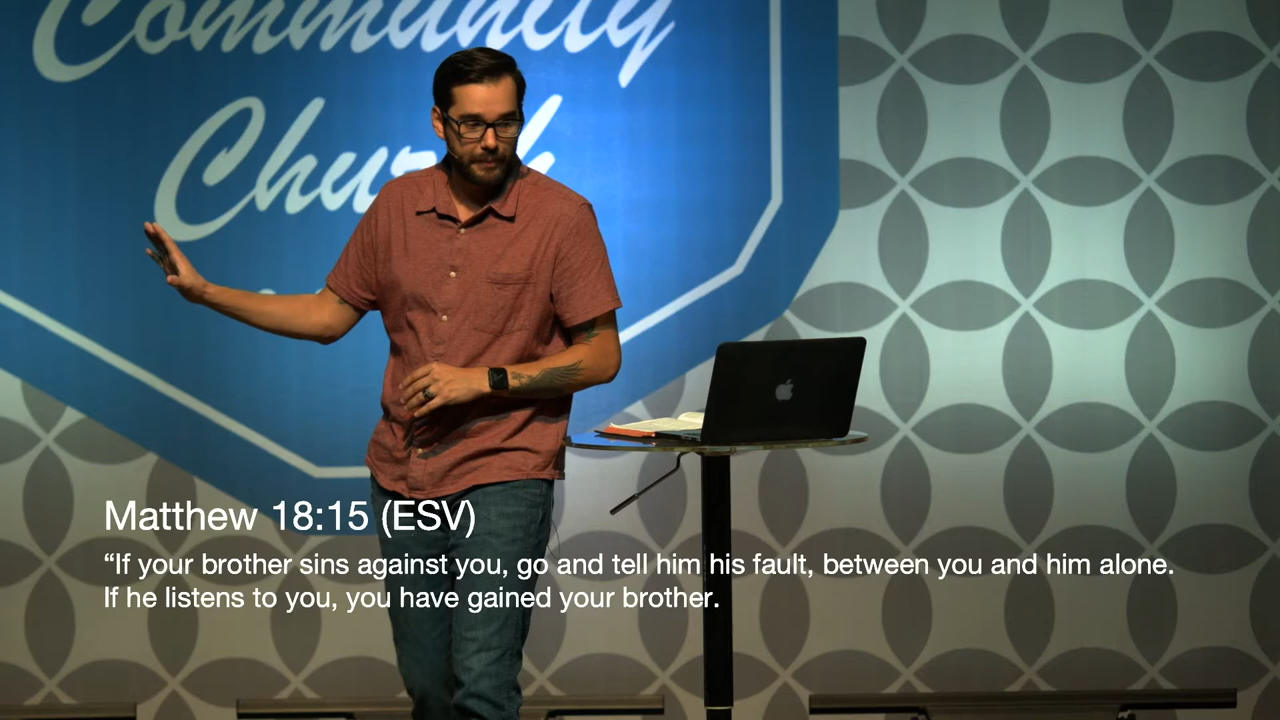 Community
Church
Matthew 18:15 (ESV)
“If your brother sins against you, go and tell him his fault, between you and him alone.
If he listens to you, you have gained your brother.